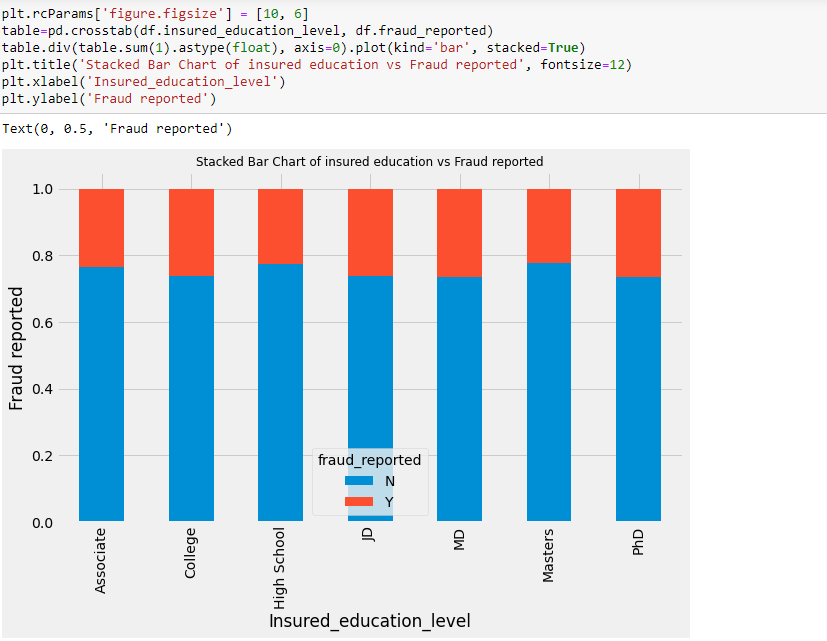 plt.rcParams['figure.figsize'] = [10, 6]
table=pd.crosstab(df.insured_education_level, df.fraud_reported)
table.div(table.sum(1).astype(float), axis=0).plot(kind='bar', stacked=True)
plt.title('Stacked Bar Chart of insured education vs Fraud reported', fontsize=12)
plt.xlabel('Insured_education_level')
plt.ylabel('Fraud reported')
Text(0, 0.5, 'Fraud reported')
Stacked Bar Chart of insured education vs Fraud reported
Fraud reported
1.0
0.8
0.6
0.4
0.2
0.0
fraud_reported
N
Y
Associate
College
High School
JD
MD
Masters
PhD
Insured_education_level